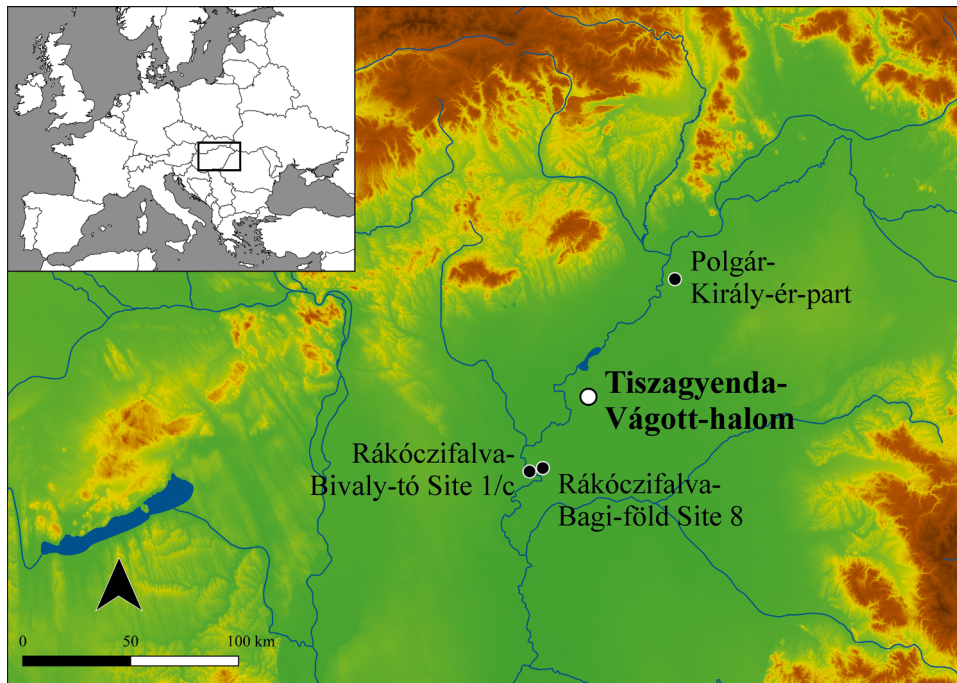 Polgár-
Király-ér-part
Tiszagyenda-
Vágott-halom
Rákóczifalva-
Bivaly-tó Site 1/c
Rákóczifalva-
Bagi-föld Site 8
0 50 100 km